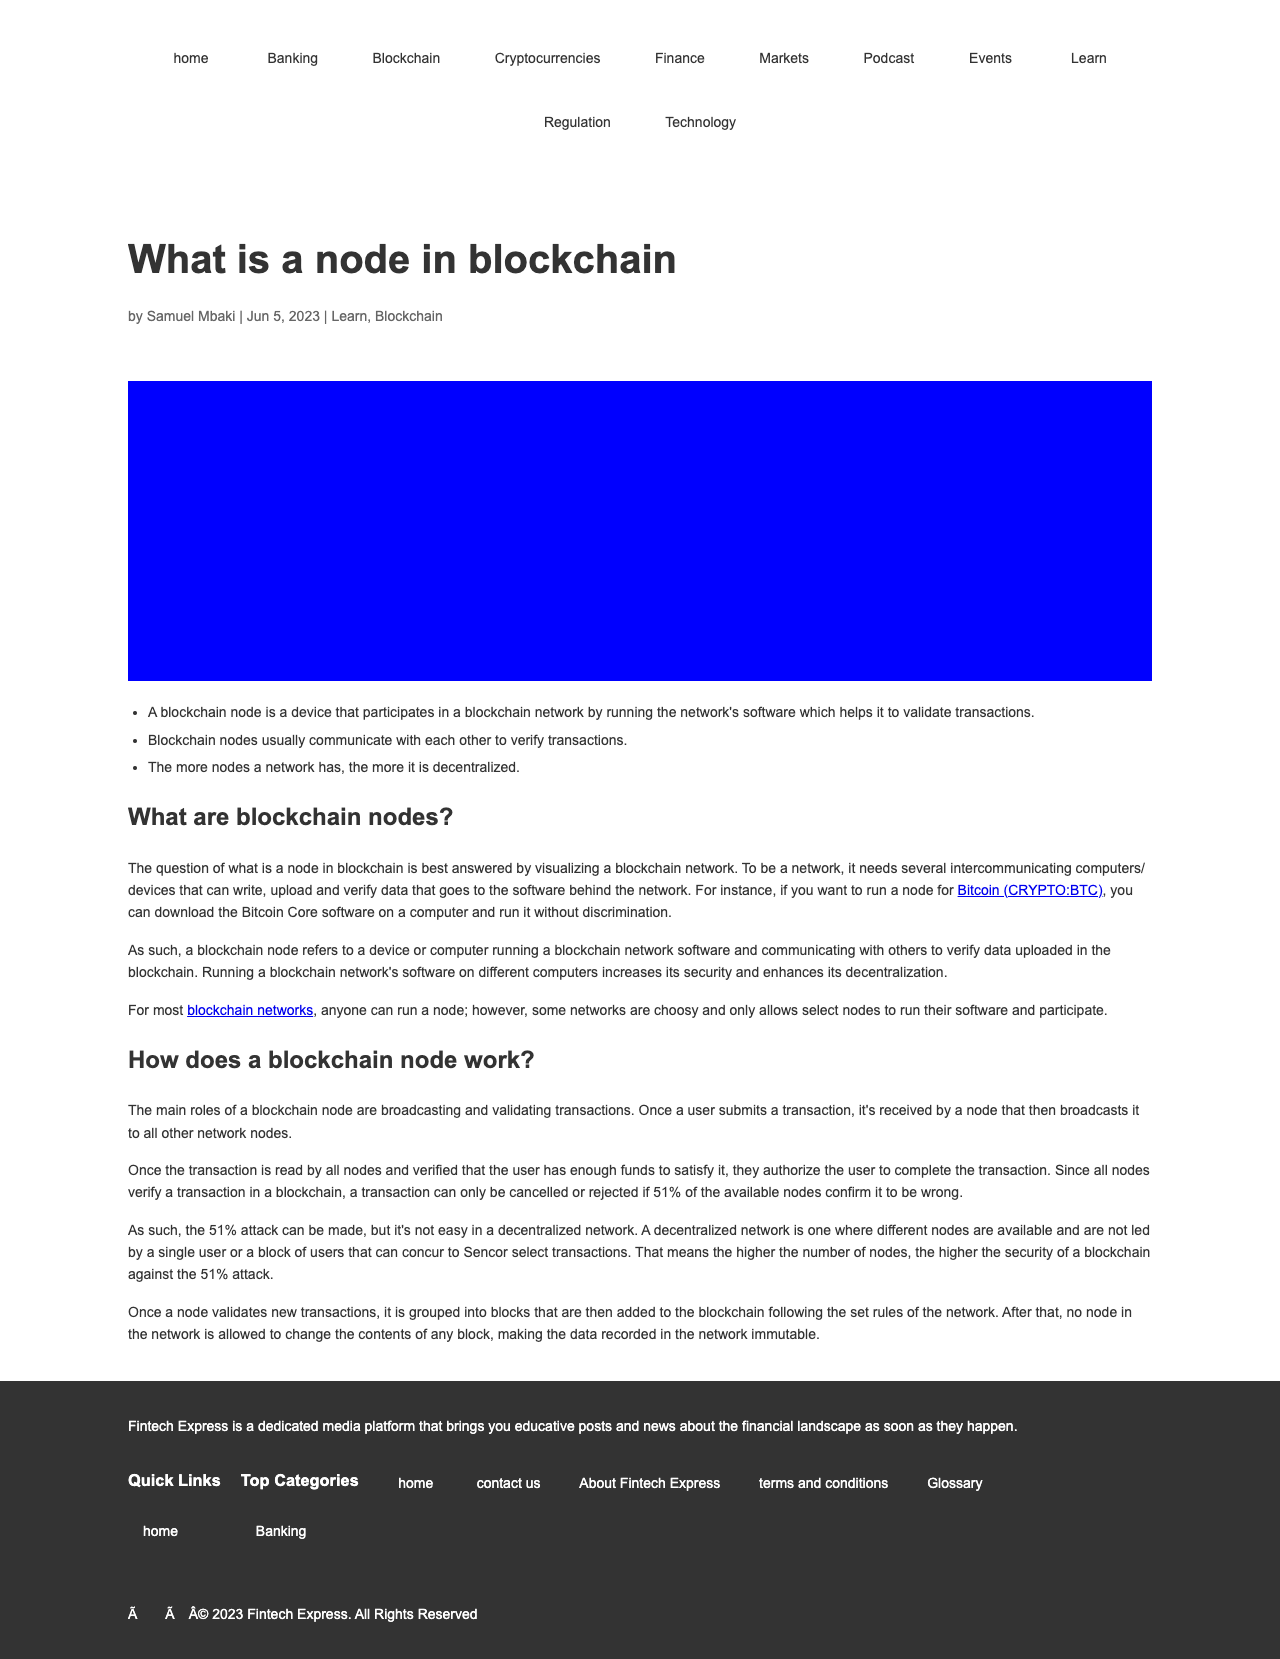 home Banking Blockchain Cryptocurrencies Finance Markets Podcast Events Learn
Regulation Technology
What is a node in blockchain
by Samuel Mbaki | Jun 5, 2023 | Learn, Blockchain
• A blockchain node is a device that participates in a blockchain network by running the network's software which helps it to validate transactions.
• Blockchain nodes usually communicate with each other to verify transactions.
• The more nodes a network has, the more it is decentralized.
What are blockchain nodes?
The question of what is a node in blockchain is best answered by visualizing a blockchain network. To be a network, it needs several intercommunicating computers/
devices that can write, upload and verify data that goes to the software behind the network. For instance, if you want to run a node for Bitcoin (CRYPTO:BTC), you
can download the Bitcoin Core software on a computer and run it without discrimination.
As such, a blockchain node refers to a device or computer running a blockchain network software and communicating with others to verify data uploaded in the
blockchain. Running a blockchain network's software on different computers increases its security and enhances its decentralization.
For most blockchain networks, anyone can run a node; however, some networks are choosy and only allows select nodes to run their software and participate.
How does a blockchain node work?
The main roles of a blockchain node are broadcasting and validating transactions. Once a user submits a transaction, it's received by a node that then broadcasts it
to all other network nodes.
Once the transaction is read by all nodes and verified that the user has enough funds to satisfy it, they authorize the user to complete the transaction. Since all nodes
verify a transaction in a blockchain, a transaction can only be cancelled or rejected if 51% of the available nodes confirm it to be wrong.
As such, the 51% attack can be made, but it's not easy in a decentralized network. A decentralized network is one where different nodes are available and are not led
by a single user or a block of users that can concur to Sencor select transactions. That means the higher the number of nodes, the higher the security of a blockchain
against the 51% attack.
Once a node validates new transactions, it is grouped into blocks that are then added to the blockchain following the set rules of the network. After that, no node in
the network is allowed to change the contents of any block, making the data recorded in the network immutable.
Fintech Express is a dedicated media platform that brings you educative posts and news about the financial landscape as soon as they happen.
Quick Links Top Categories home contact us About Fintech Express terms and conditions Glossary
home Banking
Ã Ã Â© 2023 Fintech Express. All Rights Reserved